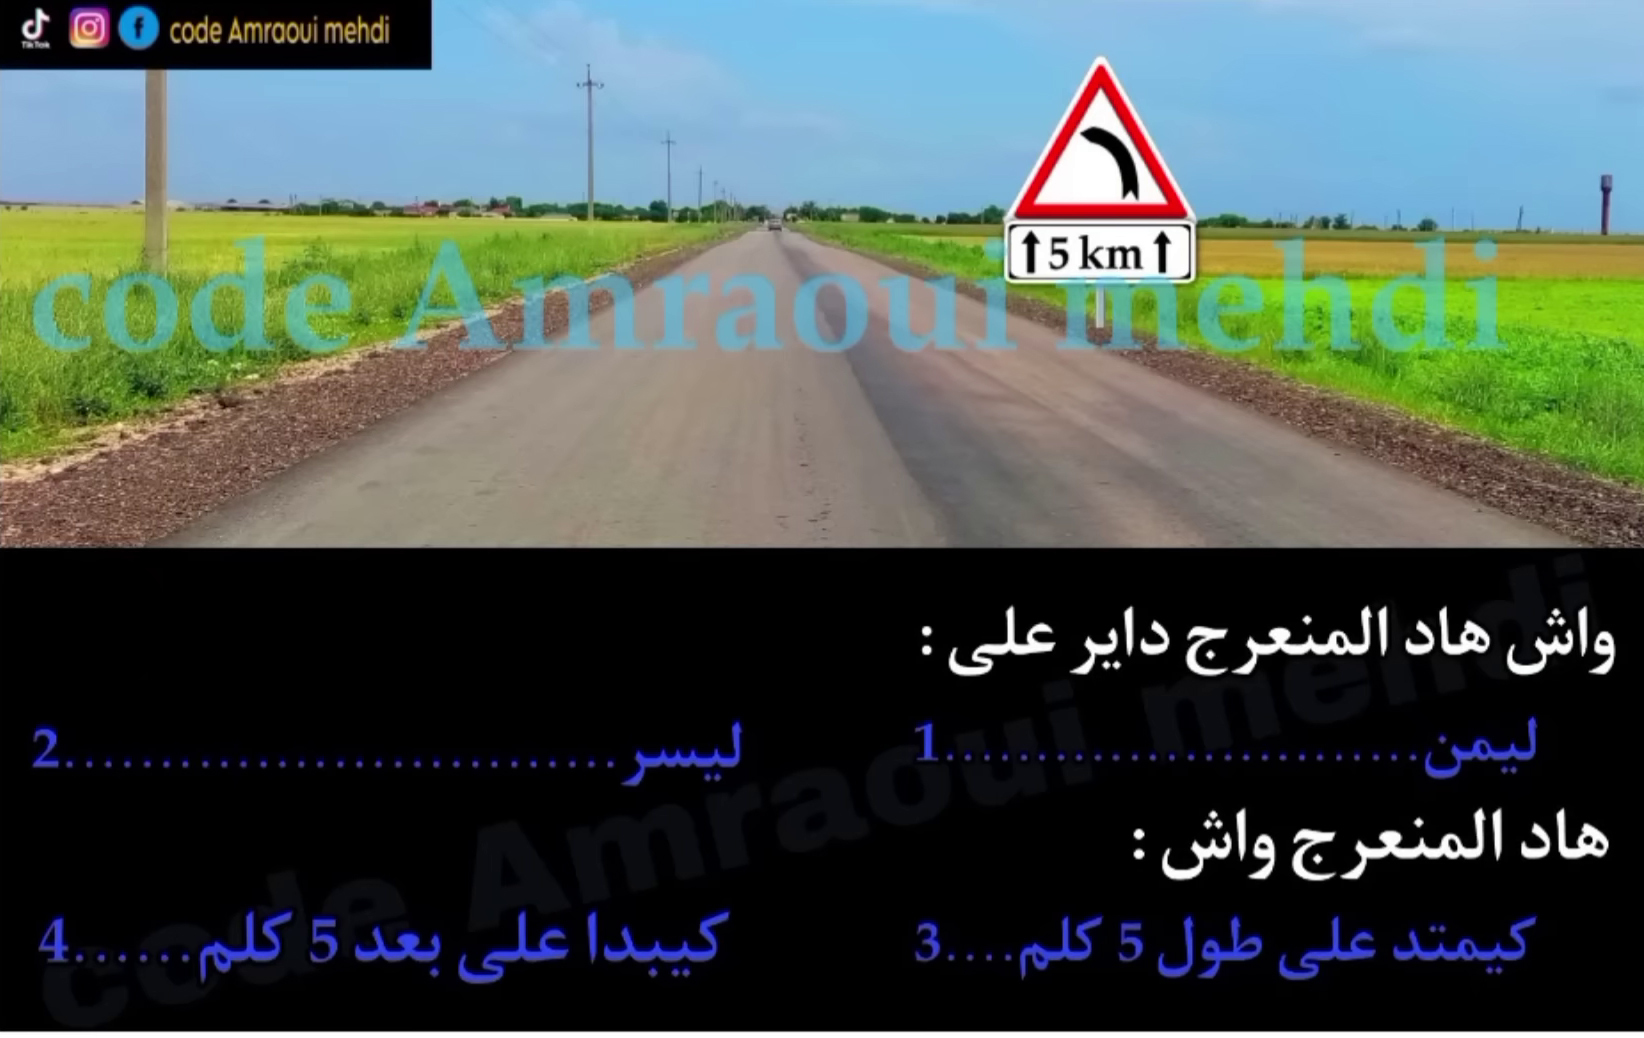 TikTok
code Amraoui mehdi
↑5 km↑
code Amraoui mehdi
واش هاد المنعرج داير على :
ليمن..........................1
ليسر..............................2
هاد المنعرج واش :
كيمتد على طول 5 كلم....3
كيبدا على بعد 5 كلم......4
code Amraoui mehdi